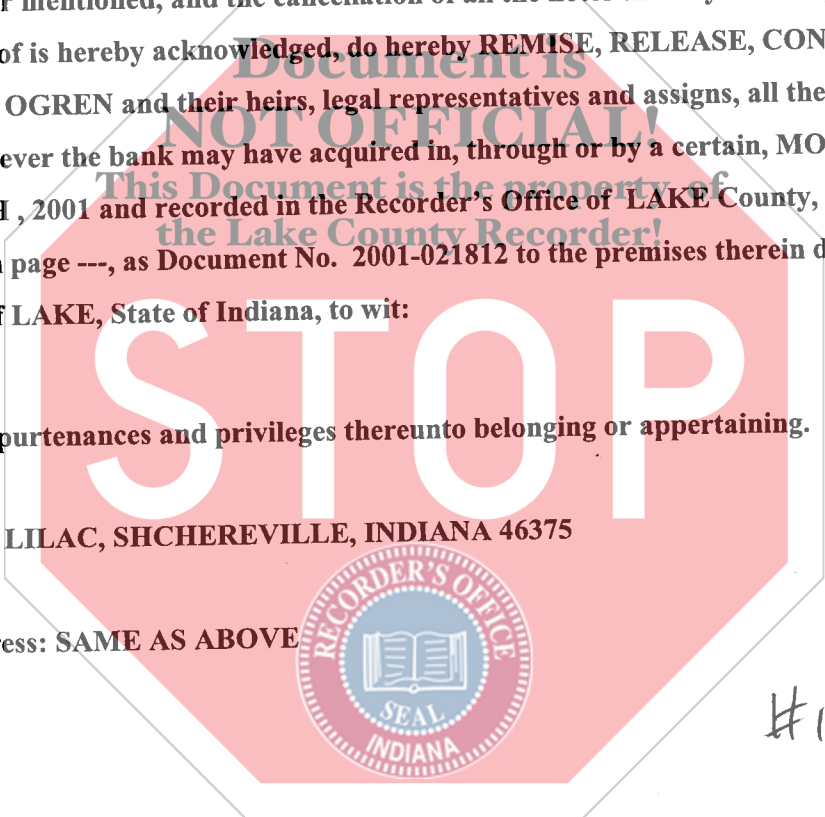 r mentioned, and the cancellation of all the notes
of is hereby acknowledged, do hereby REMISE, RELEASE, CON
Document is
OGREN and their heirs, legal representatives and assigns, all the
NOT OFFICIAL!
ever the bank may have acquired in, through or by a certain, MO
This Document is the property of
, 2001 and recorded in the Recorder's Office of LAKE County,
the Lake County Recorder!
page ---, as Document No. 2001-021812 to the premises therein d
LAKE, State of Indiana, to wit:
STOP
purtenances and privileges thereunto belonging or appertaining.
LILAC, SHCHEREVILLE, INDIANA 46375
ress: SAME AS ABOVE
RECORDER'S OFFICE
SEAL
INDIANA
#1